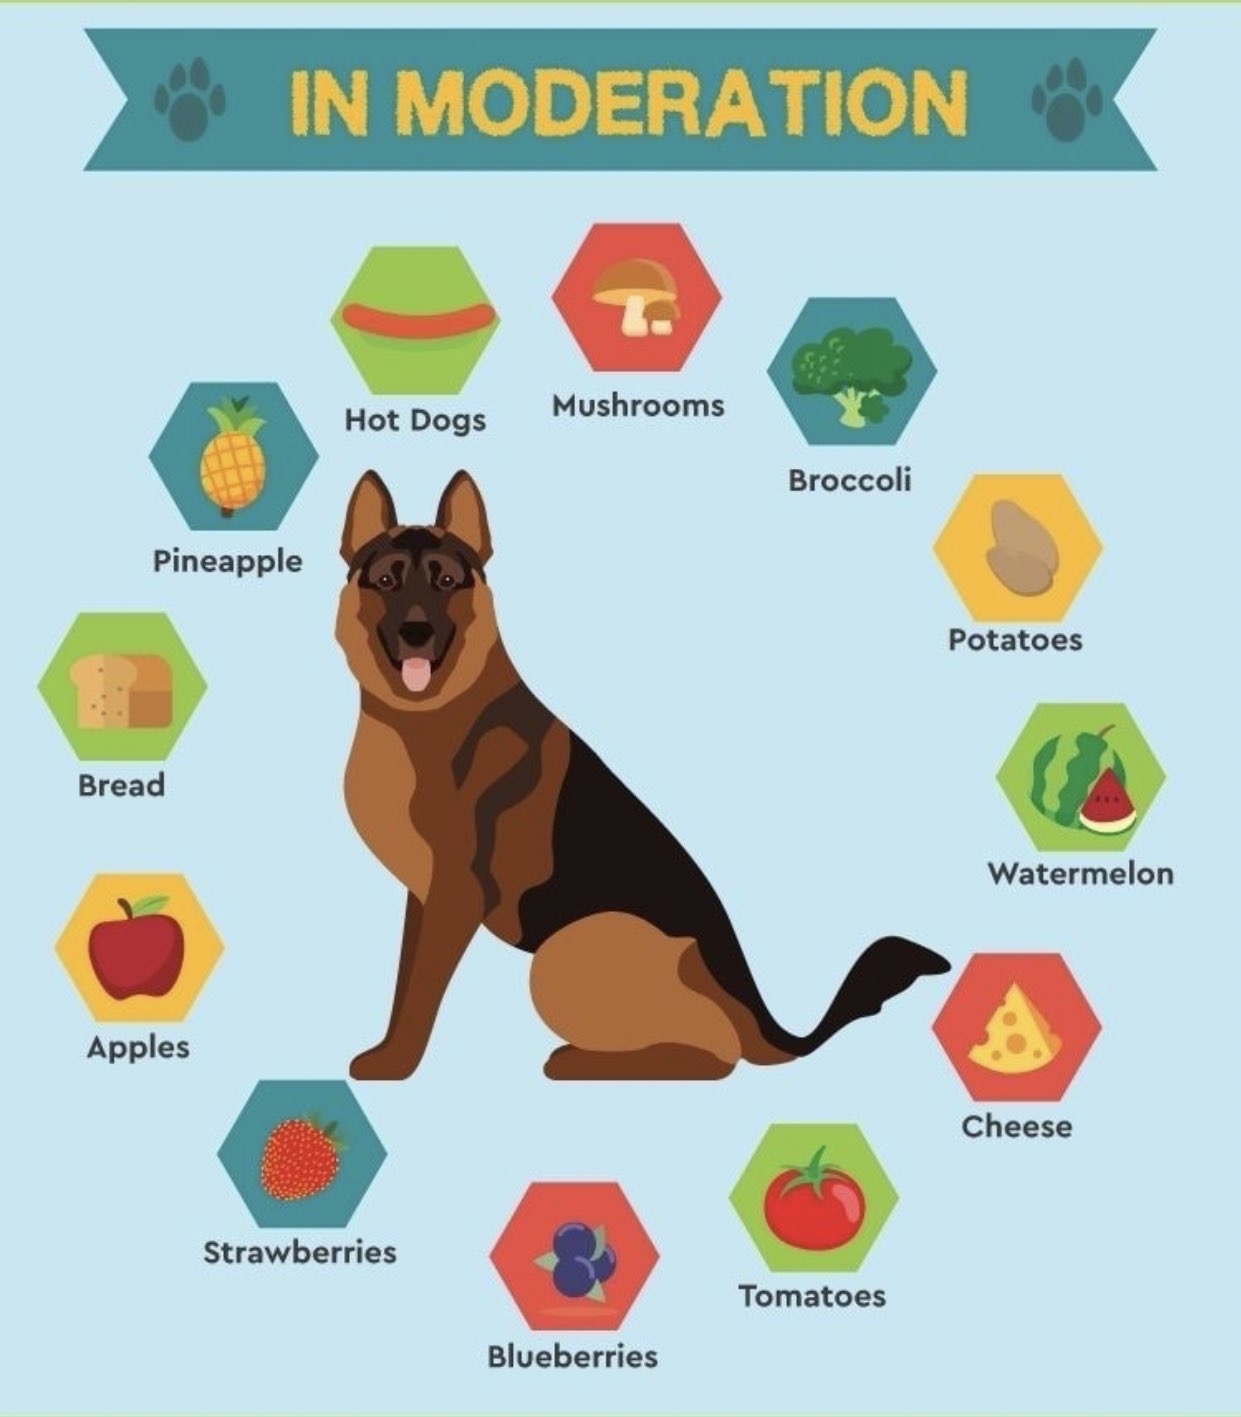 IN MODERATION
Mushrooms
Hot Dogs
Broccoli
Pineapple
Potatoes
Bread
Watermelon
Apples
Cheese
Strawberries
Tomatoes
Blueberries